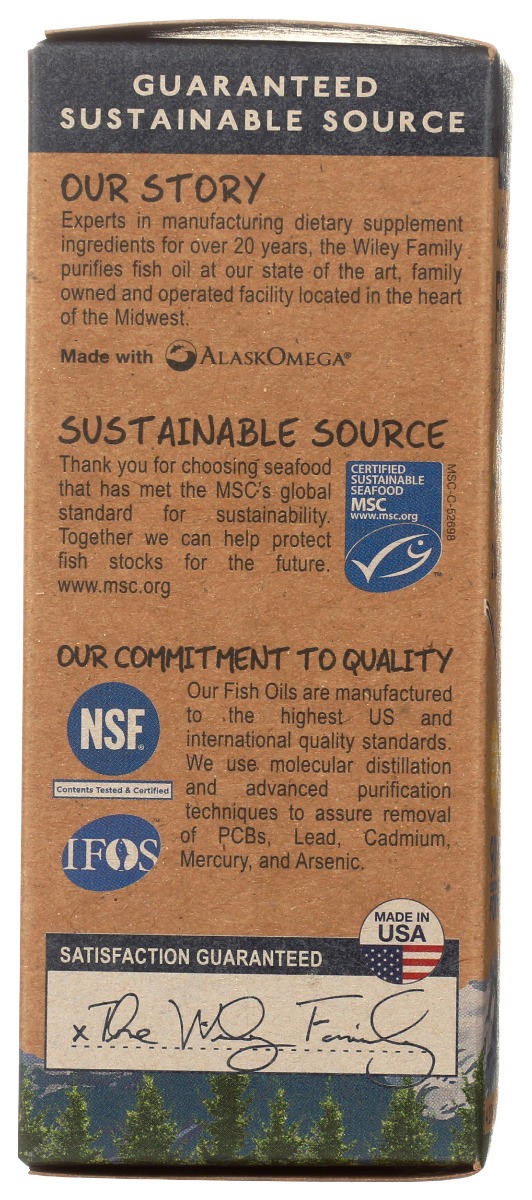 GUARANTEED
SUSTAINABLE SOURCE
OUR STORY
Experts in manufacturing dietary supplement
ingredients for over 20 years, the Wiley Family
purifies fish oil at our state of the art, family
owned and operated facility located in the heart
of the Midwest.
Made with ALASKOMEGA®
SUSTAINABLE SOURCE
Thank you for choosing seafood
that has met the MSC's global
standard for sustainability.
Together we can help protect
fish stocks for the future.
www.msc.org
CERTIFIED
SUSTAINABLE
SEAFOOD
MSC
www.msc.org
™
MSC-C-52698
OUR COMMITMENT TO QUALITY
NSF®
Contents Tested & Certified
IFOS™
Our Fish Oils are manufactured
to the highest US and
international quality standards.
We use molecular distillation
and advanced purification
techniques to assure removal
of PCBs, Lead, Cadmium,
Mercury, and Arsenic.
MADE IN
USA
SATISFACTION GUARANTEED
x The Wiley Family